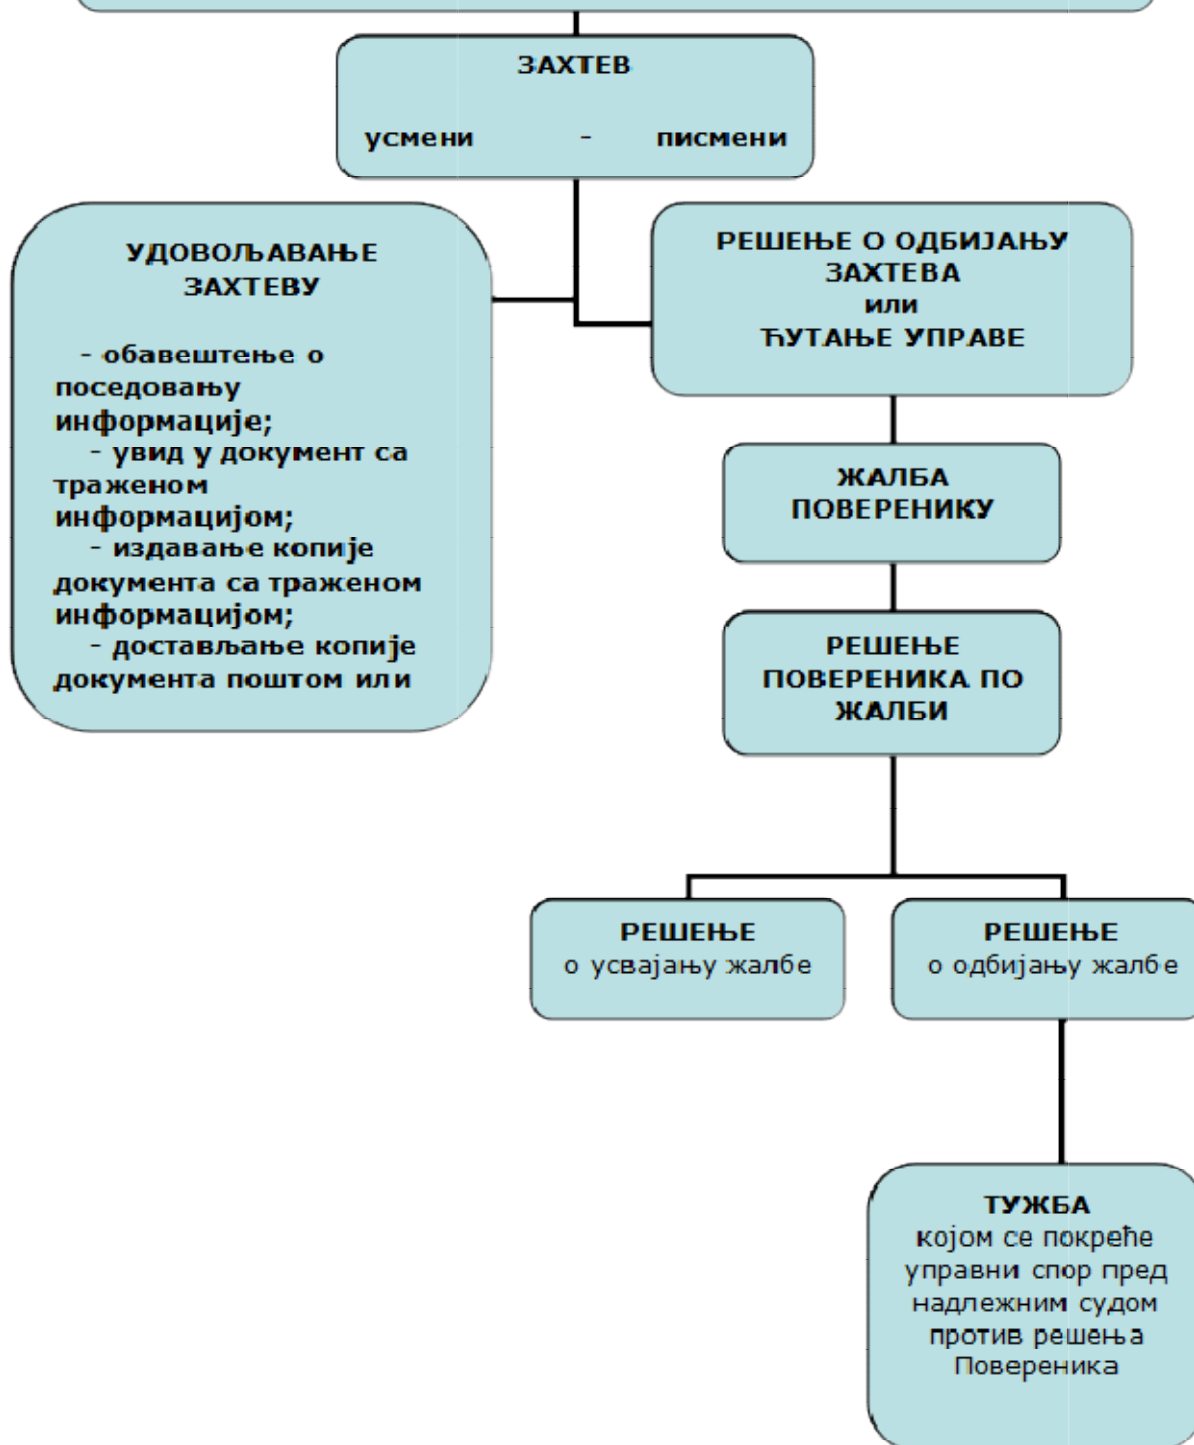 ЗАХТЕВ
усмени - писмени
УДОВОЉАВАЊЕ
ЗАХТЕВУ
- обавештење о
поседовању
информације;
- увид у документ са
траженом
информацијом;
- издавање копије
документа са траженом
информацијом;
- достављање копије
документа поштом или
РЕШЕЊЕ О ОДБИЈАЊУ
ЗАХТЕВА
или
ЋУТАЊЕ УПРАВЕ
ЖАЛБА
ПОВЕРЕНИКУ
РЕШЕЊЕ
ПОВЕРЕНИКА ПО
ЖАЛБИ
РЕШЕЊЕ
о усвајању жалбе
РЕШЕЊЕ
о одбијању жалбе
ТУЖБА
којом се покреће
управни спор пред
надлежним судом
против решења
Повереника